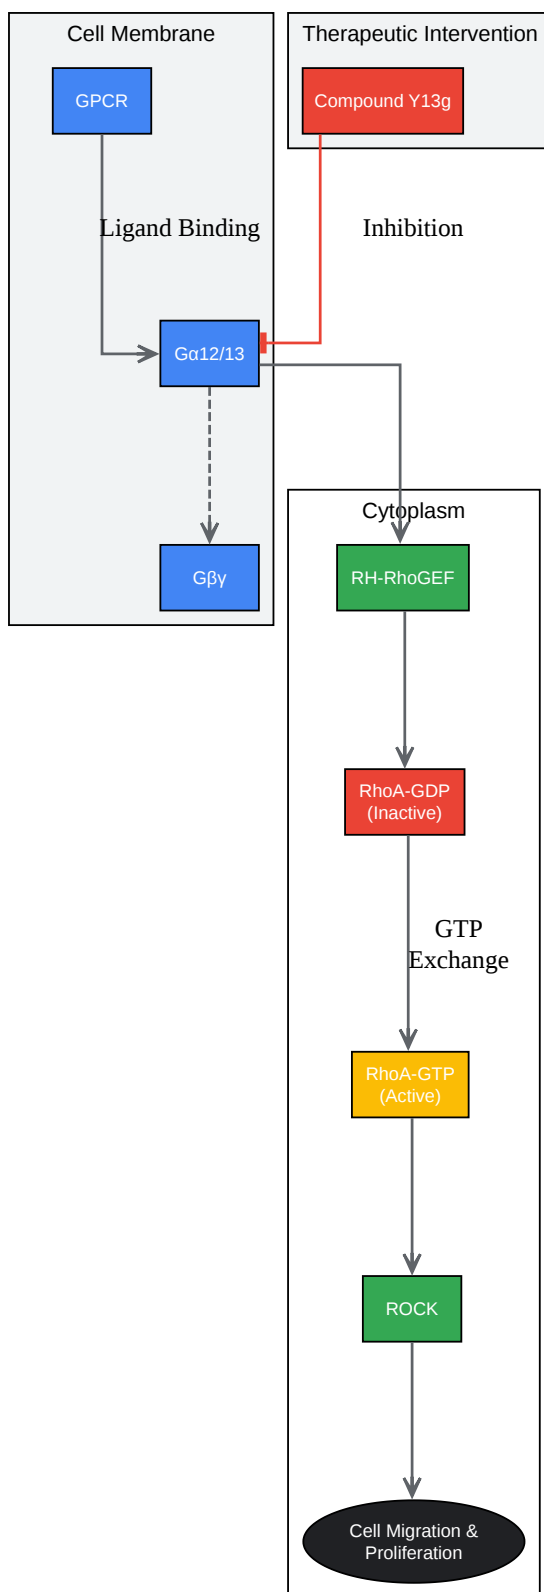 Cell Membrane
Therapeutic Intervention
GPCR
Compound Y13g
Ligand Binding
Inhibition
Gα12/13
Cytoplasm
Gβγ
RH-RhoGEF
RhoA-GDP
(Inactive)
GTP
Exchange
RhoA-GTP
(Active)
ROCK
Cell Migration &
Proliferation